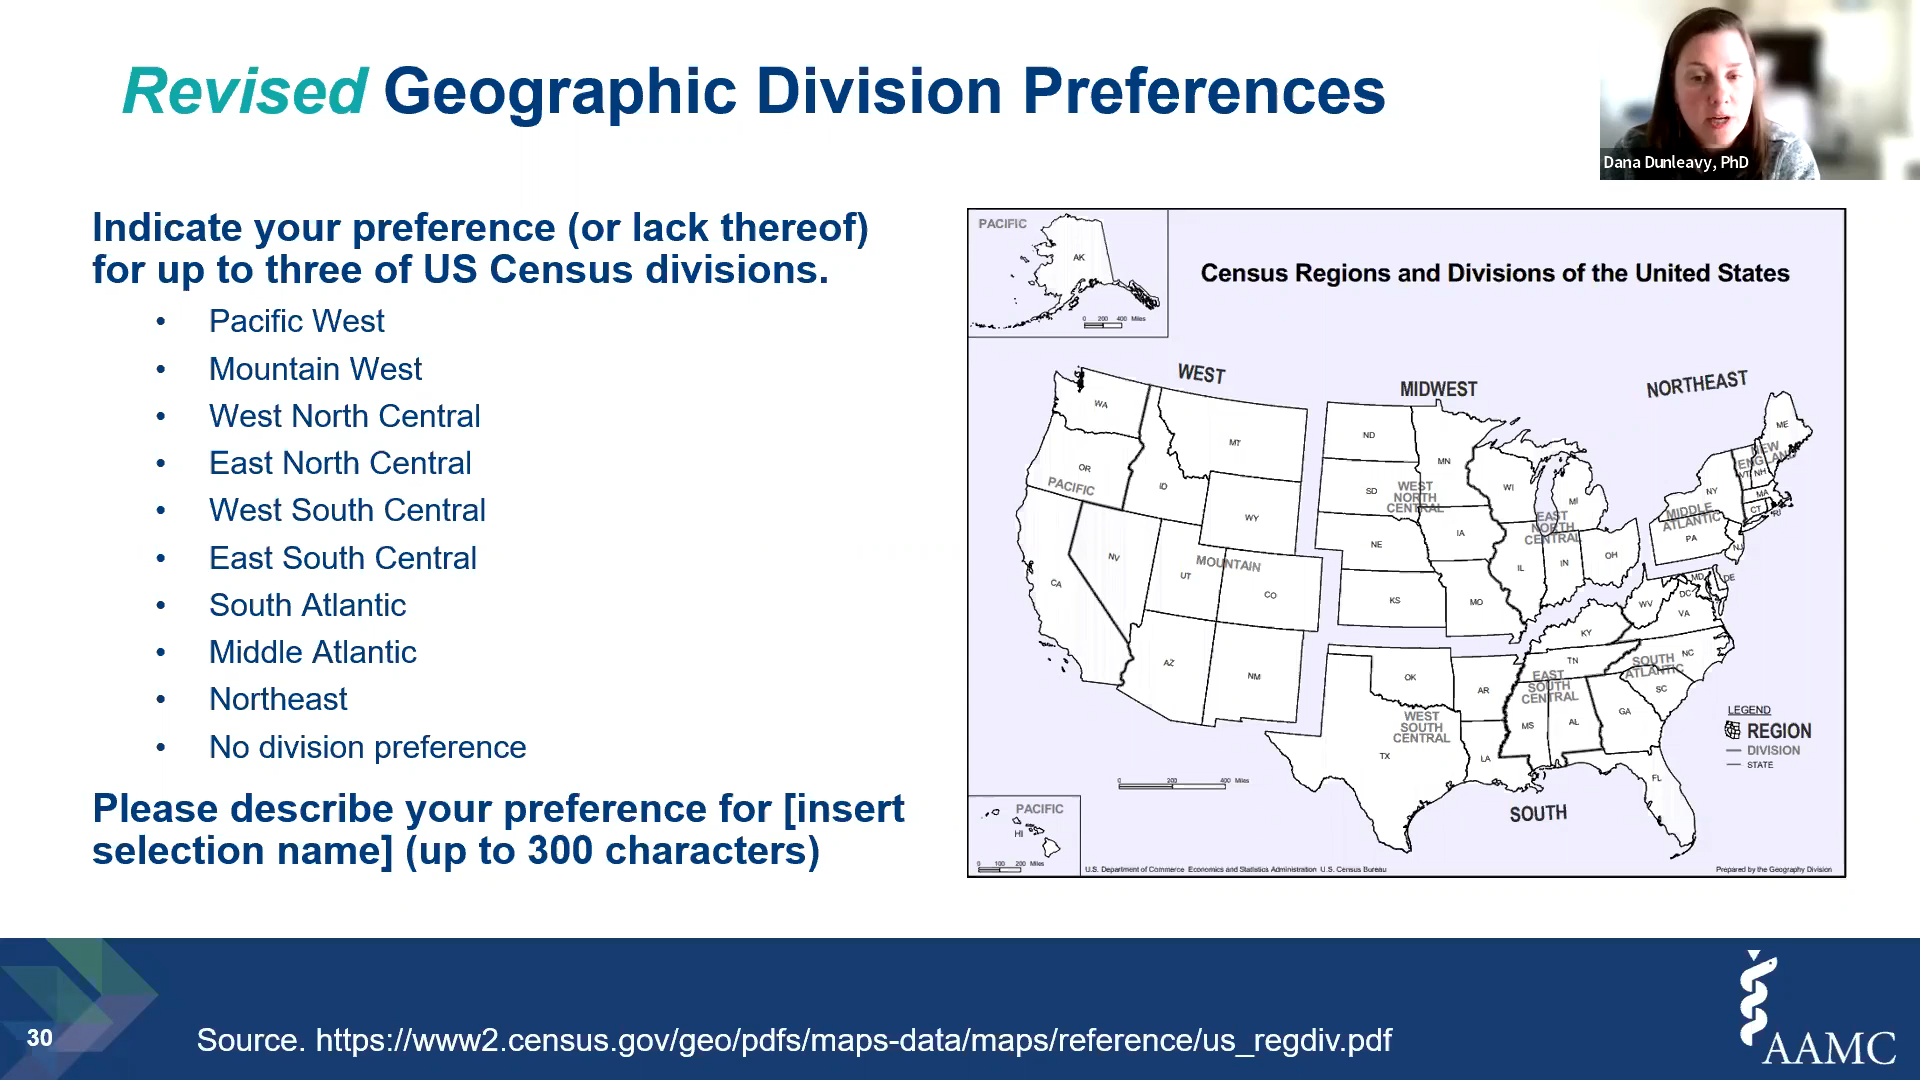 Revised Geographic Division Preferences
Dana Dunleavy, PhD
Indicate your preference (or lack thereof)
for up to three of US Census divisions.
• Pacific West
• Mountain West
• West North Central
• East North Central
• West South Central
• East South Central
• South Atlantic
• Middle Atlantic
• Northeast
• No division preference
Please describe your preference for [insert
selection name] (up to 300 characters)
PACIFIC
AK
0 200 400 Miles
Census Regions and Divisions of the United States
WEST
MIDWEST
NORTHEAST
WA
MT
ND
MN
ME
OR
ID
SD
WI
MI
NY
VT
NH
NEW
ENGLAND
PACIFIC
WY
WEST
NORTH
CENTRAL
EAST
NORTH
CENTRAL
MIDDLE
ATLANTIC
MA
CT
RI
NV
NE
IA
PA
NJ
CA
UT
MOUNTAIN
CO
KS
MO
IL
IN
OH
MD
DE
DC
WV
VA
KY
AZ
NM
OK
AR
TN
NC
SOUTH
ATLANTIC
SC
EAST
SOUTH
CENTRAL
MS
AL
GA
WEST
SOUTH
CENTRAL
TX
LA
FL
LEGEND
REGION
DIVISION
STATE
0 200 400 Miles
SOUTH
PACIFIC
HI
0 100 200 Miles
U.S. Department of Commerce Economics and Statistics Administration U.S. Census Bureau
Prepared by the Geography Division
30
Source. https://www2.census.gov/geo/pdfs/maps-data/maps/reference/us_regdiv.pdf
AAMC